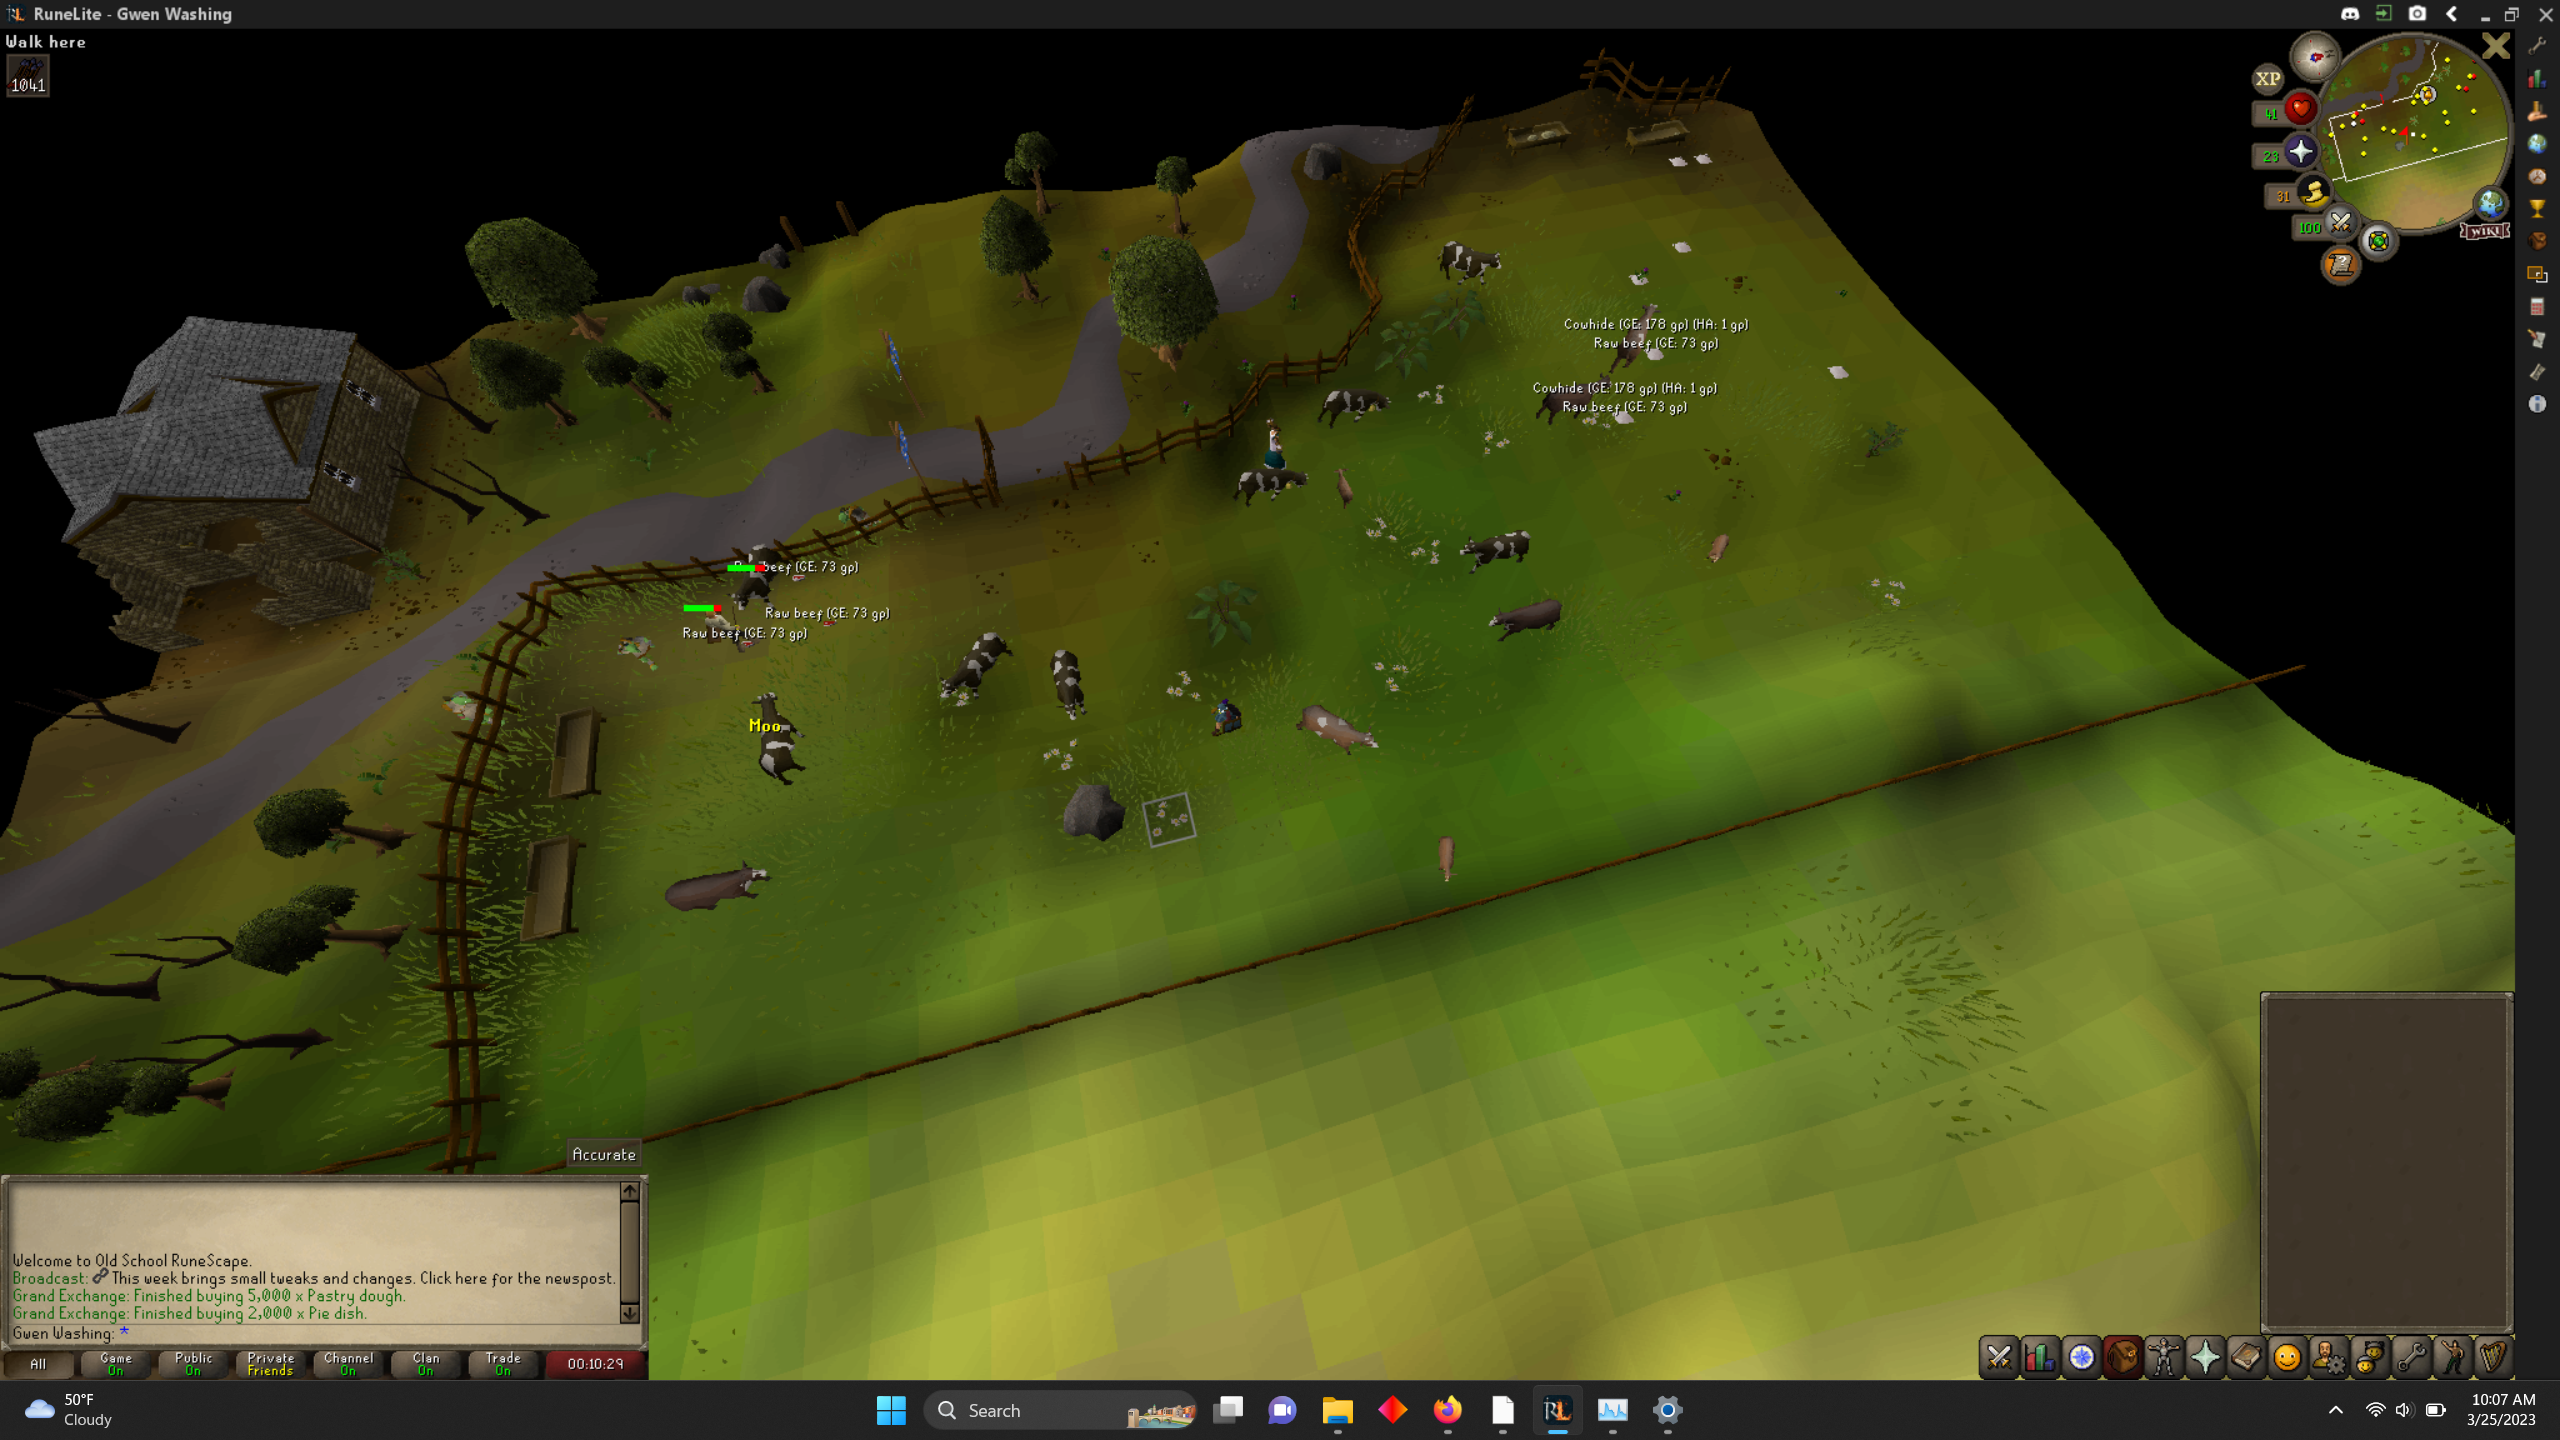 RuneLite - Gwen Washing
Walk here
1041
XP
41
23
31
100
WIKI
Cowhide (GE: 178 gp) (HA: 1 gp)
Raw beef (GE: 73 gp)
Cowhide (GE: 178 gp) (HA: 1 gp)
Raw beef (GE: 73 gp)
beef (GE: 73 gp)
Raw beef (GE: 73 gp)
Raw beef (GE: 73 gp)
Moo
Accurate
Welcome to Old School RuneScape.
Broadcast: This week brings small tweaks and changes. Click here for the newspost.
Grand Exchange: Finished buying 5,000 x Pastry dough.
Grand Exchange: Finished buying 2,000 x Pie dish.
Gwen Washing: *
All
Game
On
Public
On
Private
Friends
Channel
On
Clan
On
Trade
On
00:10:29
50°F
Cloudy
Search
10:07 AM
3/25/2023